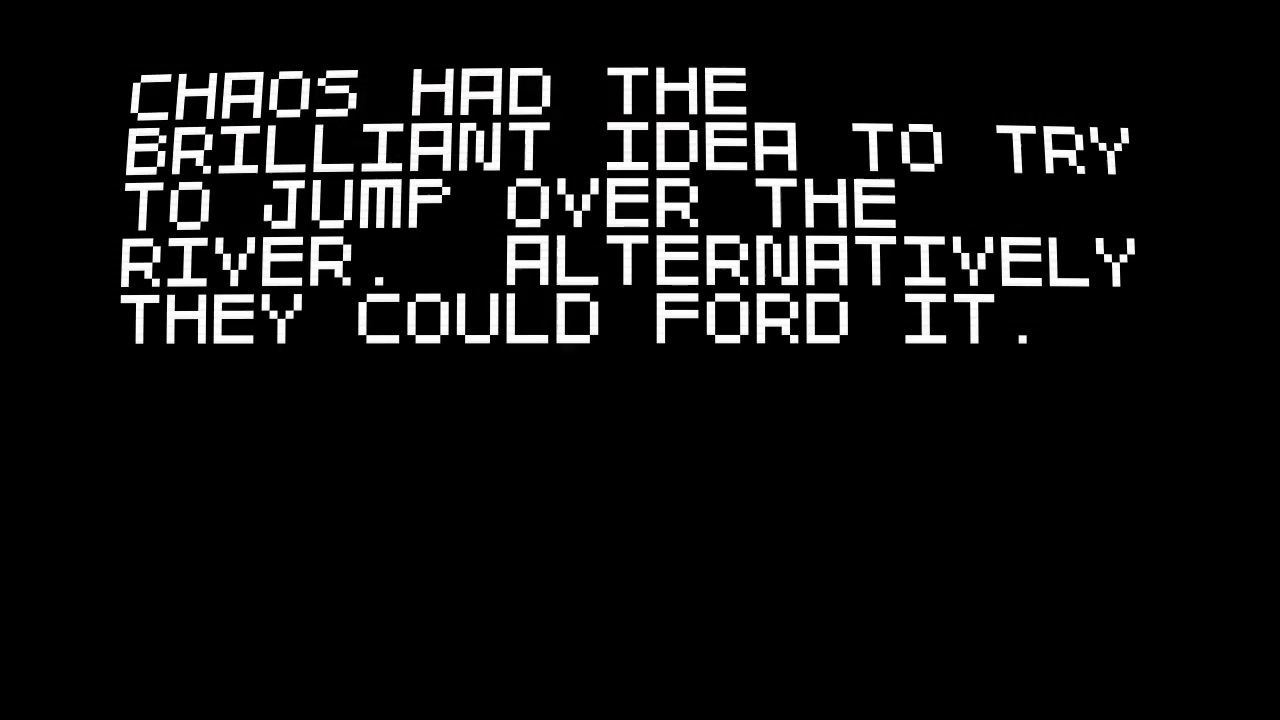 CHAOS HAD THE
BRILLIANT IDEA TO TRY
TO JUMP OVER THE
RIVER.  ALTERNATIVELY
THEY COULD FORD IT.